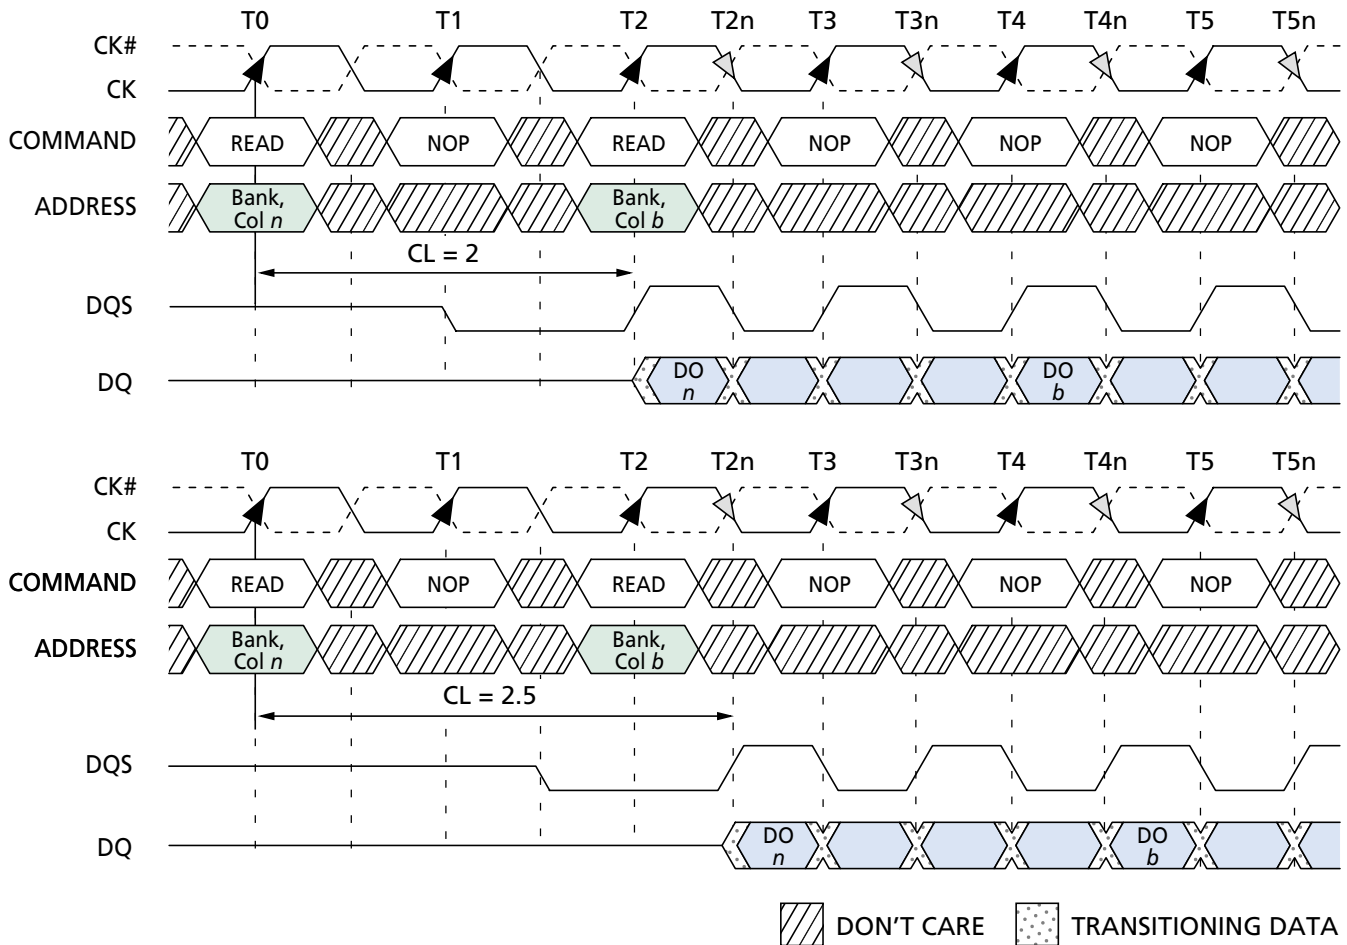 T0 T1 T2 T2n T3 T3n T4 T4n T5 T5n
CK#
CK
COMMAND READ NOP READ NOP NOP NOP
ADDRESS Bank, Col n Bank, Col b
CL = 2
DQS
DQ DO n DO b
T0 T1 T2 T2n T3 T3n T4 T4n T5 T5n
CK#
CK
COMMAND READ NOP READ NOP NOP NOP
ADDRESS Bank, Col n Bank, Col b
CL = 2.5
DQS
DQ DO n DO b
DON'T CARE TRANSITIONING DATA